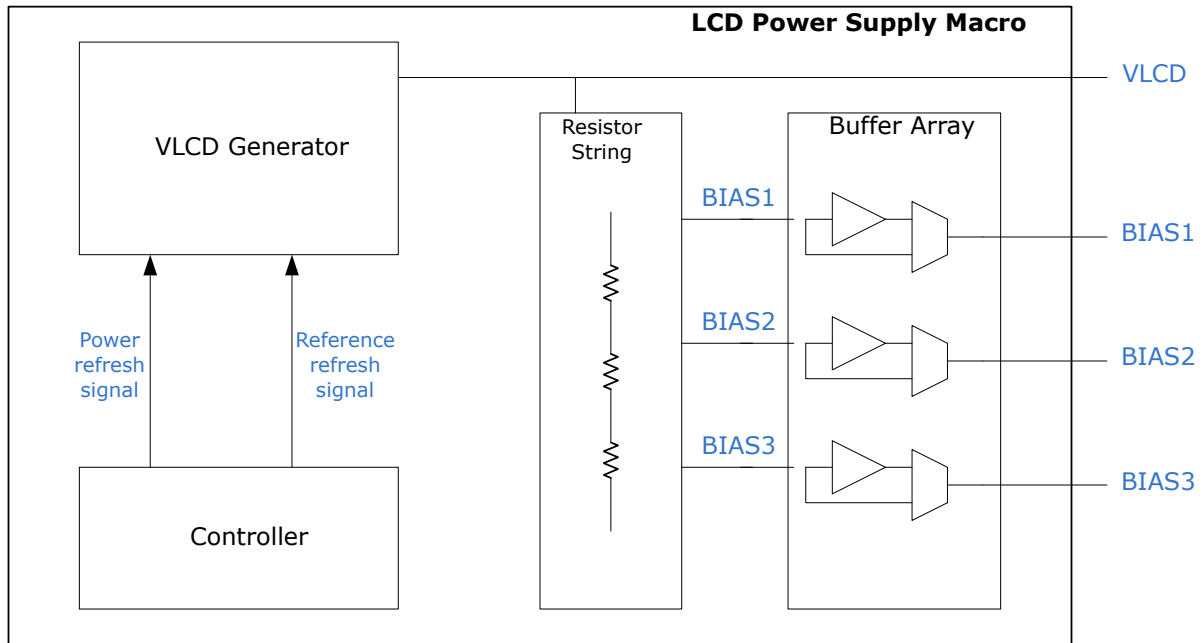 LCD Power Supply Macro
VLCD
VLCD Generator
Resistor
String
Buffer Array
BIAS1
BIAS1
BIAS2
BIAS2
BIAS3
BIAS3
Power
refresh
signal
Reference
refresh
signal
Controller